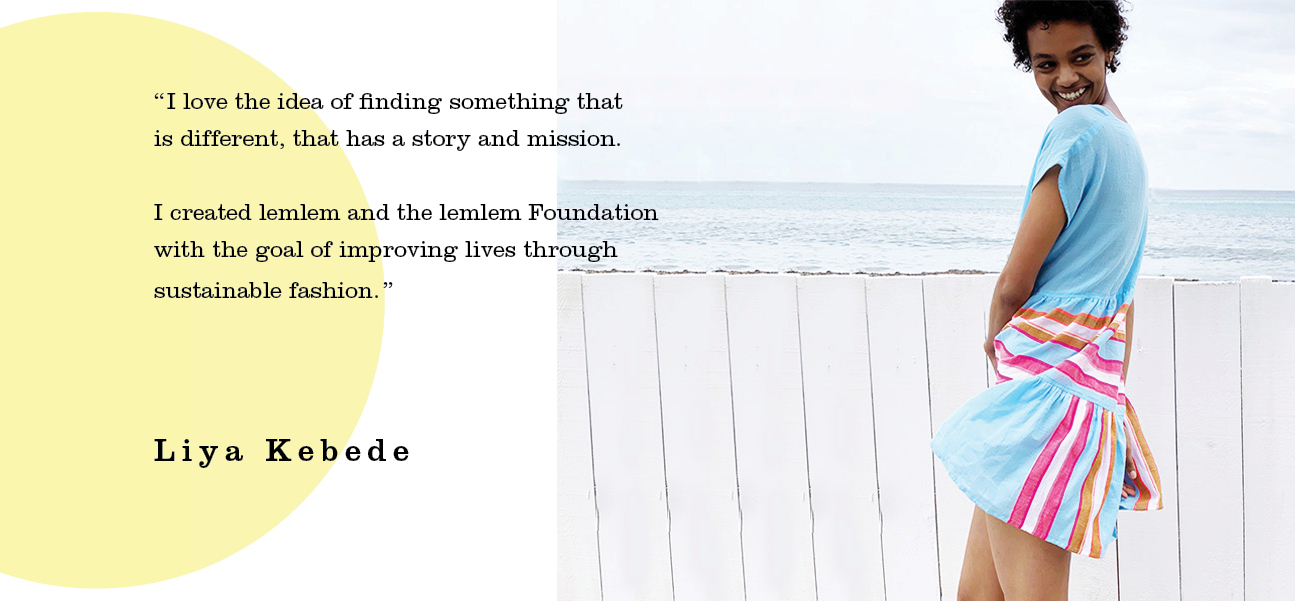 “I love the idea of finding something that
is different, that has a story and mission.
I created lemlem and the lemlem Foundation
with the goal of improving lives through
sustainable fashion.”
Liya Kebede